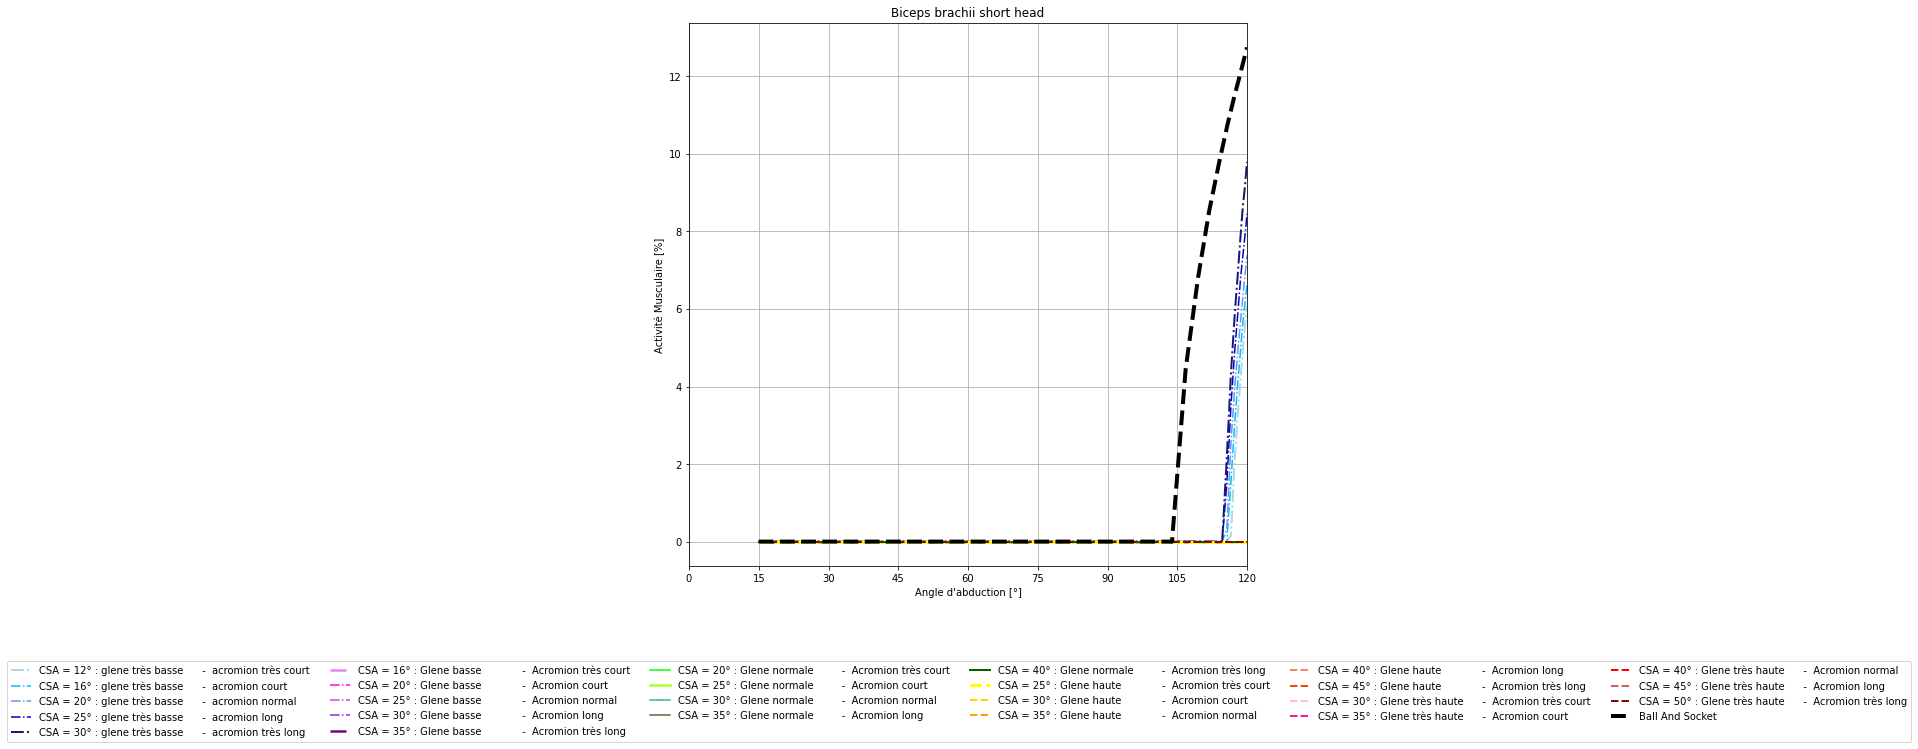 Biceps brachii short head
12
10
8
6
4
2
0
Activité Musculaire [%]
0 15 30 45 60 75 90 105 120
Angle d'abduction [°]
CSA = 12° : glene très basse - acromion très court
CSA = 16° : glene très basse - acromion court
CSA = 20° : glene très basse - acromion normal
CSA = 25° : glene très basse - acromion long
CSA = 30° : glene très basse - acromion très long
CSA = 16° : Glene basse - Acromion très court
CSA = 20° : Glene basse - Acromion court
CSA = 25° : Glene basse - Acromion normal
CSA = 30° : Glene basse - Acromion long
CSA = 35° : Glene basse - Acromion très long
CSA = 20° : Glene normale - Acromion très court
CSA = 25° : Glene normale - Acromion court
CSA = 30° : Glene normale - Acromion normal
CSA = 35° : Glene normale - Acromion long
CSA = 40° : Glene normale - Acromion très long
CSA = 25° : Glene haute - Acromion très court
CSA = 30° : Glene haute - Acromion court
CSA = 35° : Glene haute - Acromion normal
CSA = 40° : Glene haute - Acromion long
CSA = 45° : Glene haute - Acromion très long
CSA = 30° : Glene très haute - Acromion très court
CSA = 35° : Glene très haute - Acromion court
CSA = 40° : Glene très haute - Acromion normal
CSA = 45° : Glene très haute - Acromion long
CSA = 50° : Glene très haute - Acromion très long
Ball And Socket